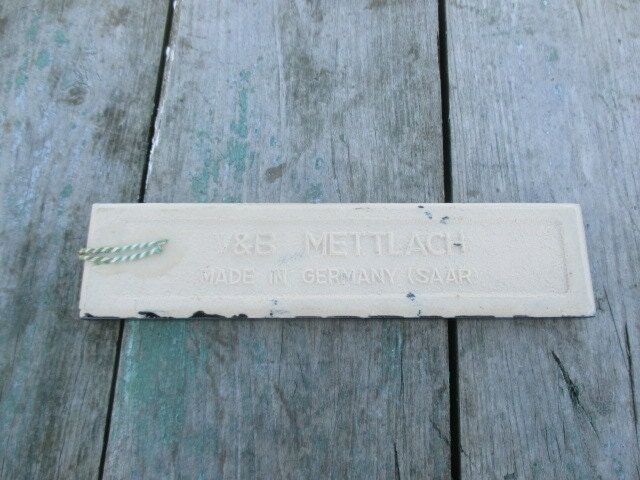 V&B METTLACH
MADE IN GERMANY (SAAR)